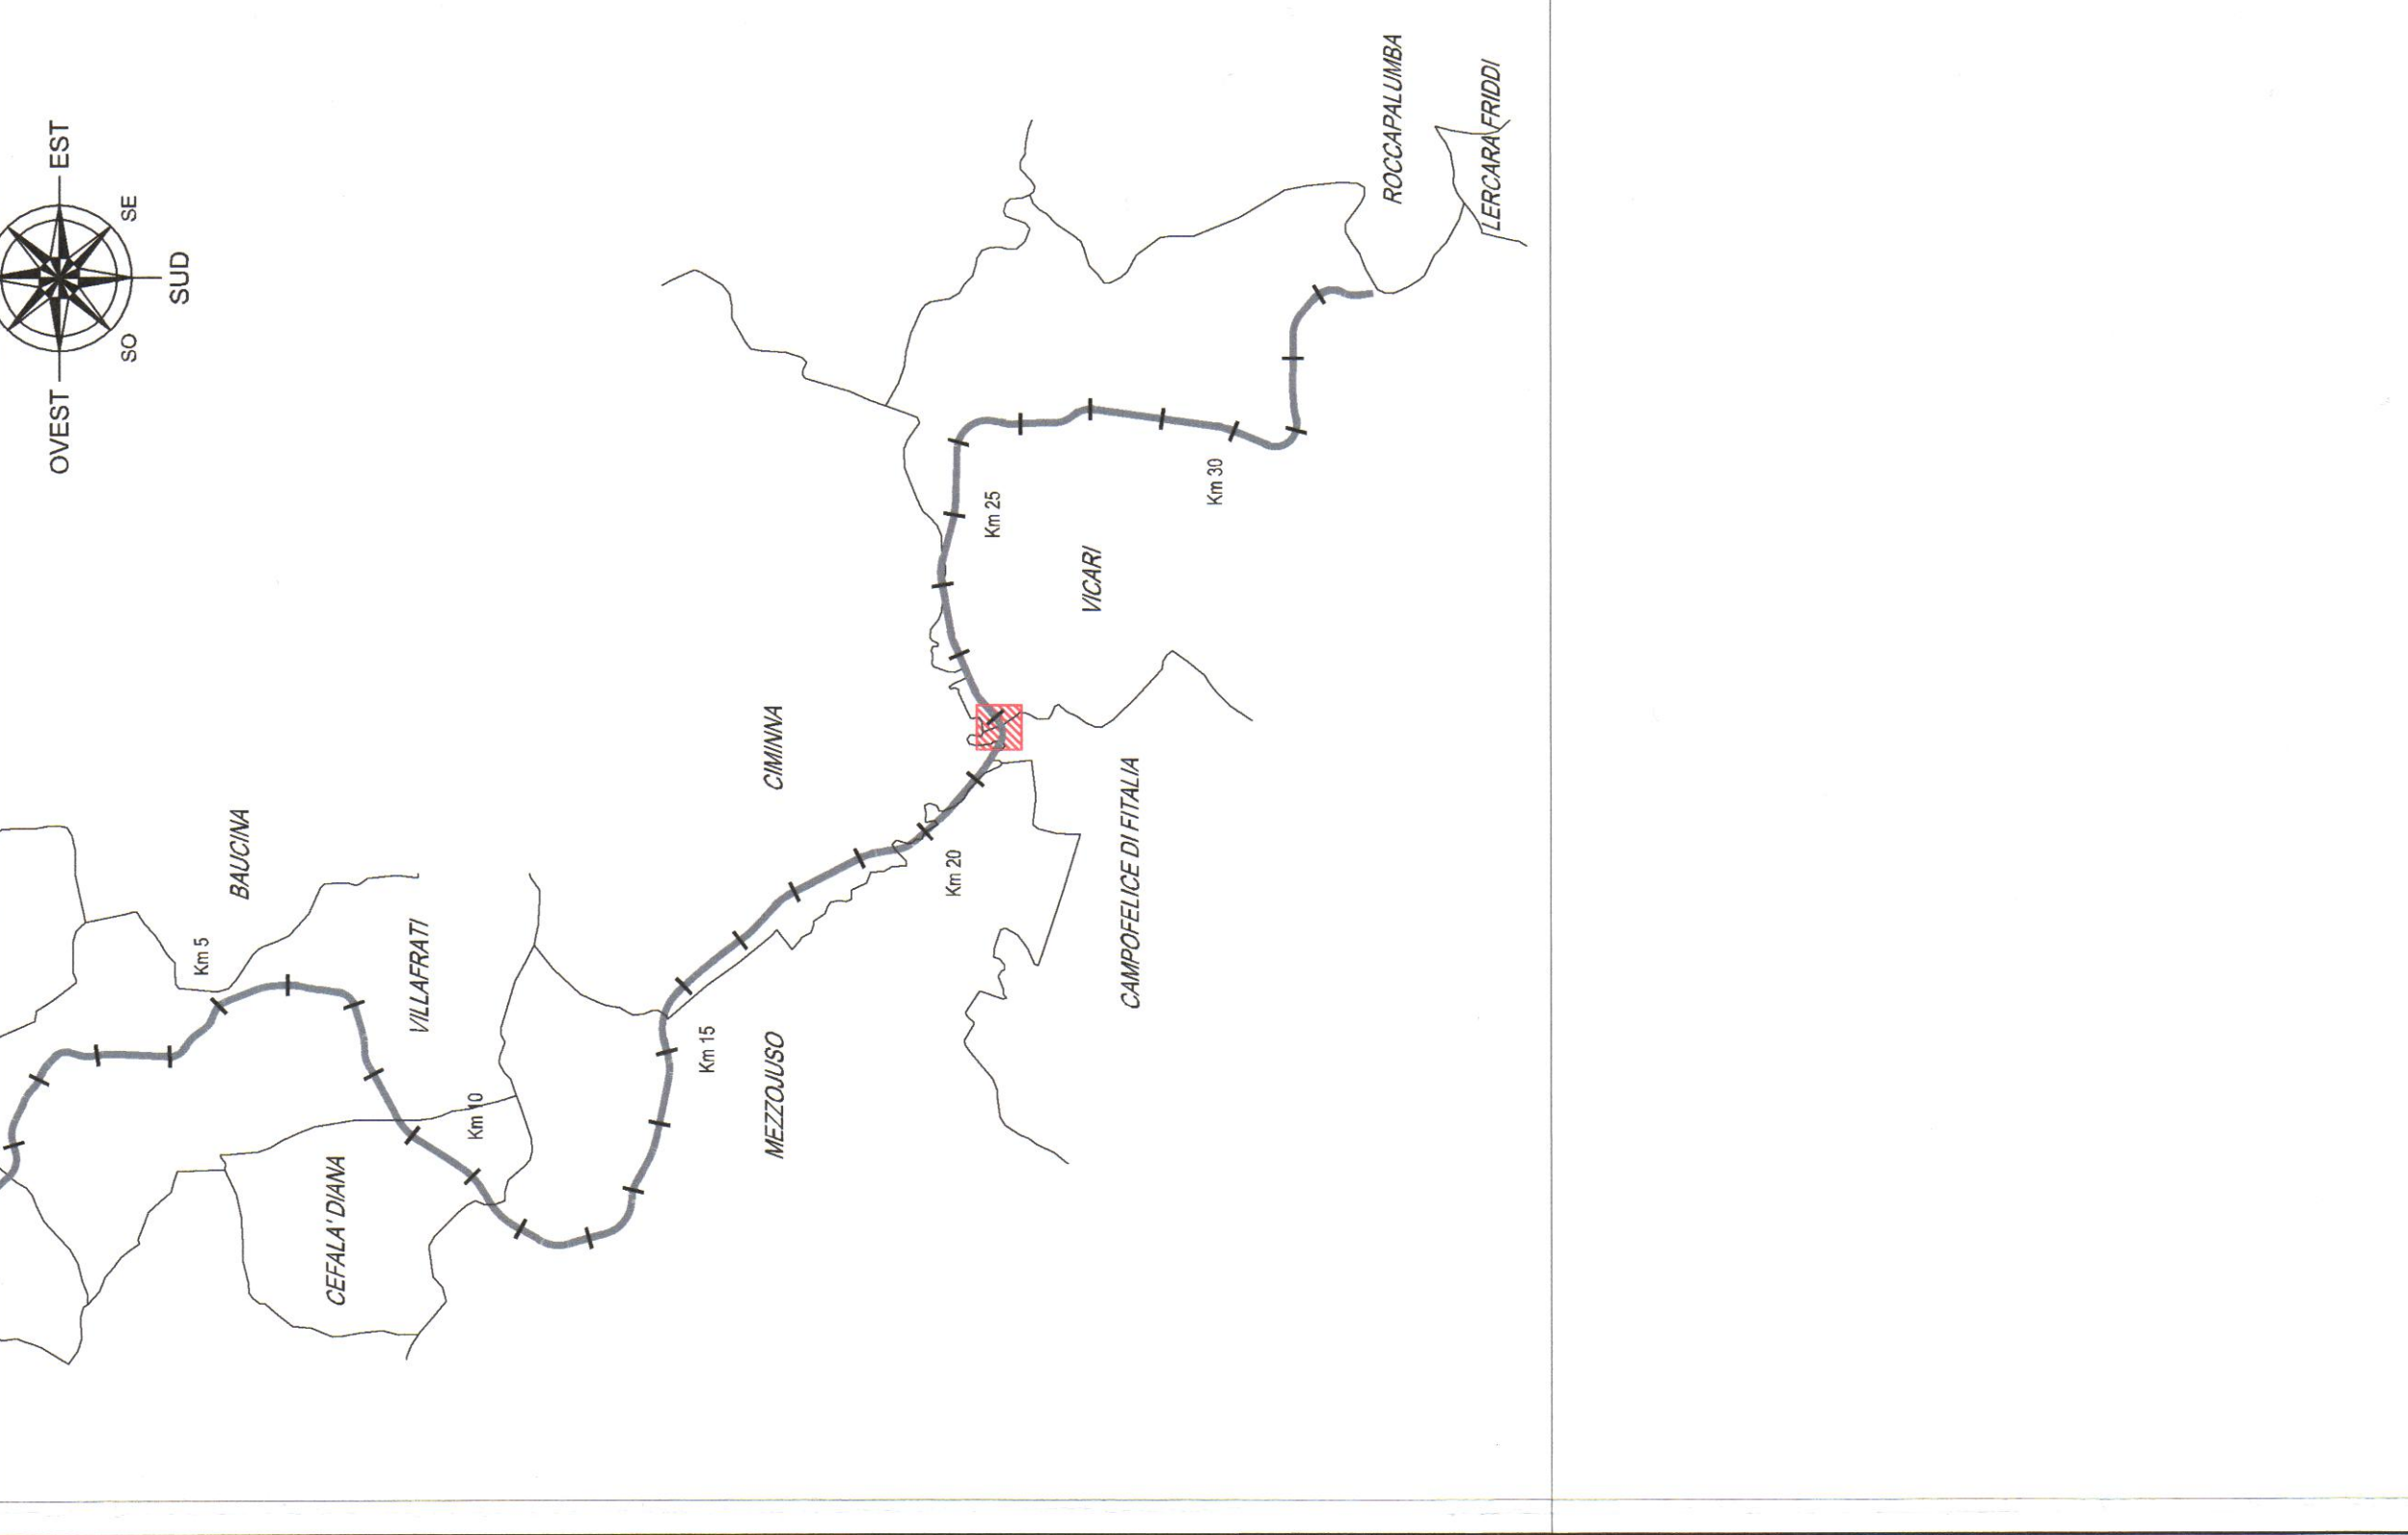 EST
SE
SUD
SO
OVEST
ROCCAPALUMBA
LERCARA FRIDDI
Km 25
Km 30
VICARI
CIMINNA
BAUCINA
Km 5
VILLAFRATI
Km 20
CAMPOFELICE DI FITALIA
Km 15
MEZZOJUSO
Km 10
CEFALA' DIANA